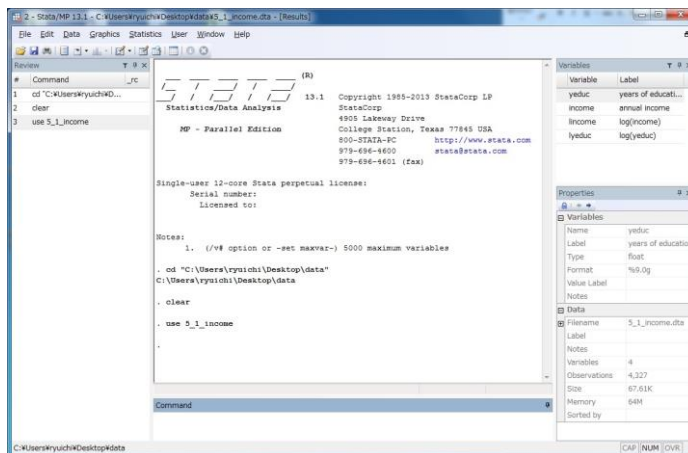 2 - Stata/MP 13.1 - C:¥Users¥ryuichi¥Desktop¥data¥5_1_income.dta - [Results]
File Edit Data Graphics Statistics User Window Help
Review
# Command _rc
1 cd "C:¥Users¥ryuichi¥D...
2 clear
3 use 5_1_income
(R)
13.1 Copyright 1985-2013 StataCorp LP
Statistics/Data Analysis StataCorp
4905 Lakeway Drive
MP - Parallel Edition College Station, Texas 77845 USA
800-STATA-PC http://www.stata.com
979-696-4600 stata@stata.com
979-696-4601 (fax)
Single-user 12-core Stata perpetual license:
Serial number:
Licensed to:
Notes:
1. (/v# option or -set maxvar-) 5000 maximum variables
. cd "C:\Users\ryuichi\Desktop\data"
C:\Users\ryuichi\Desktop\data
. clear
. use 5_1_income
.
Command
Variables
Variable Label
yeduc years of educati...
income annual income
lincome log(income)
lyeduc log(yeduc)
Properties
Variables
Name yeduc
Label years of educatio
Type float
Format %9.0g
Value Label
Notes
Data
Filename 5_1_income.dta
Label
Notes
Variables 4
Observations 4,327
Size 67.61K
Memory 64M
Sorted by
C:¥Users¥ryuichi¥Desktop¥data
CAP NUM OVR